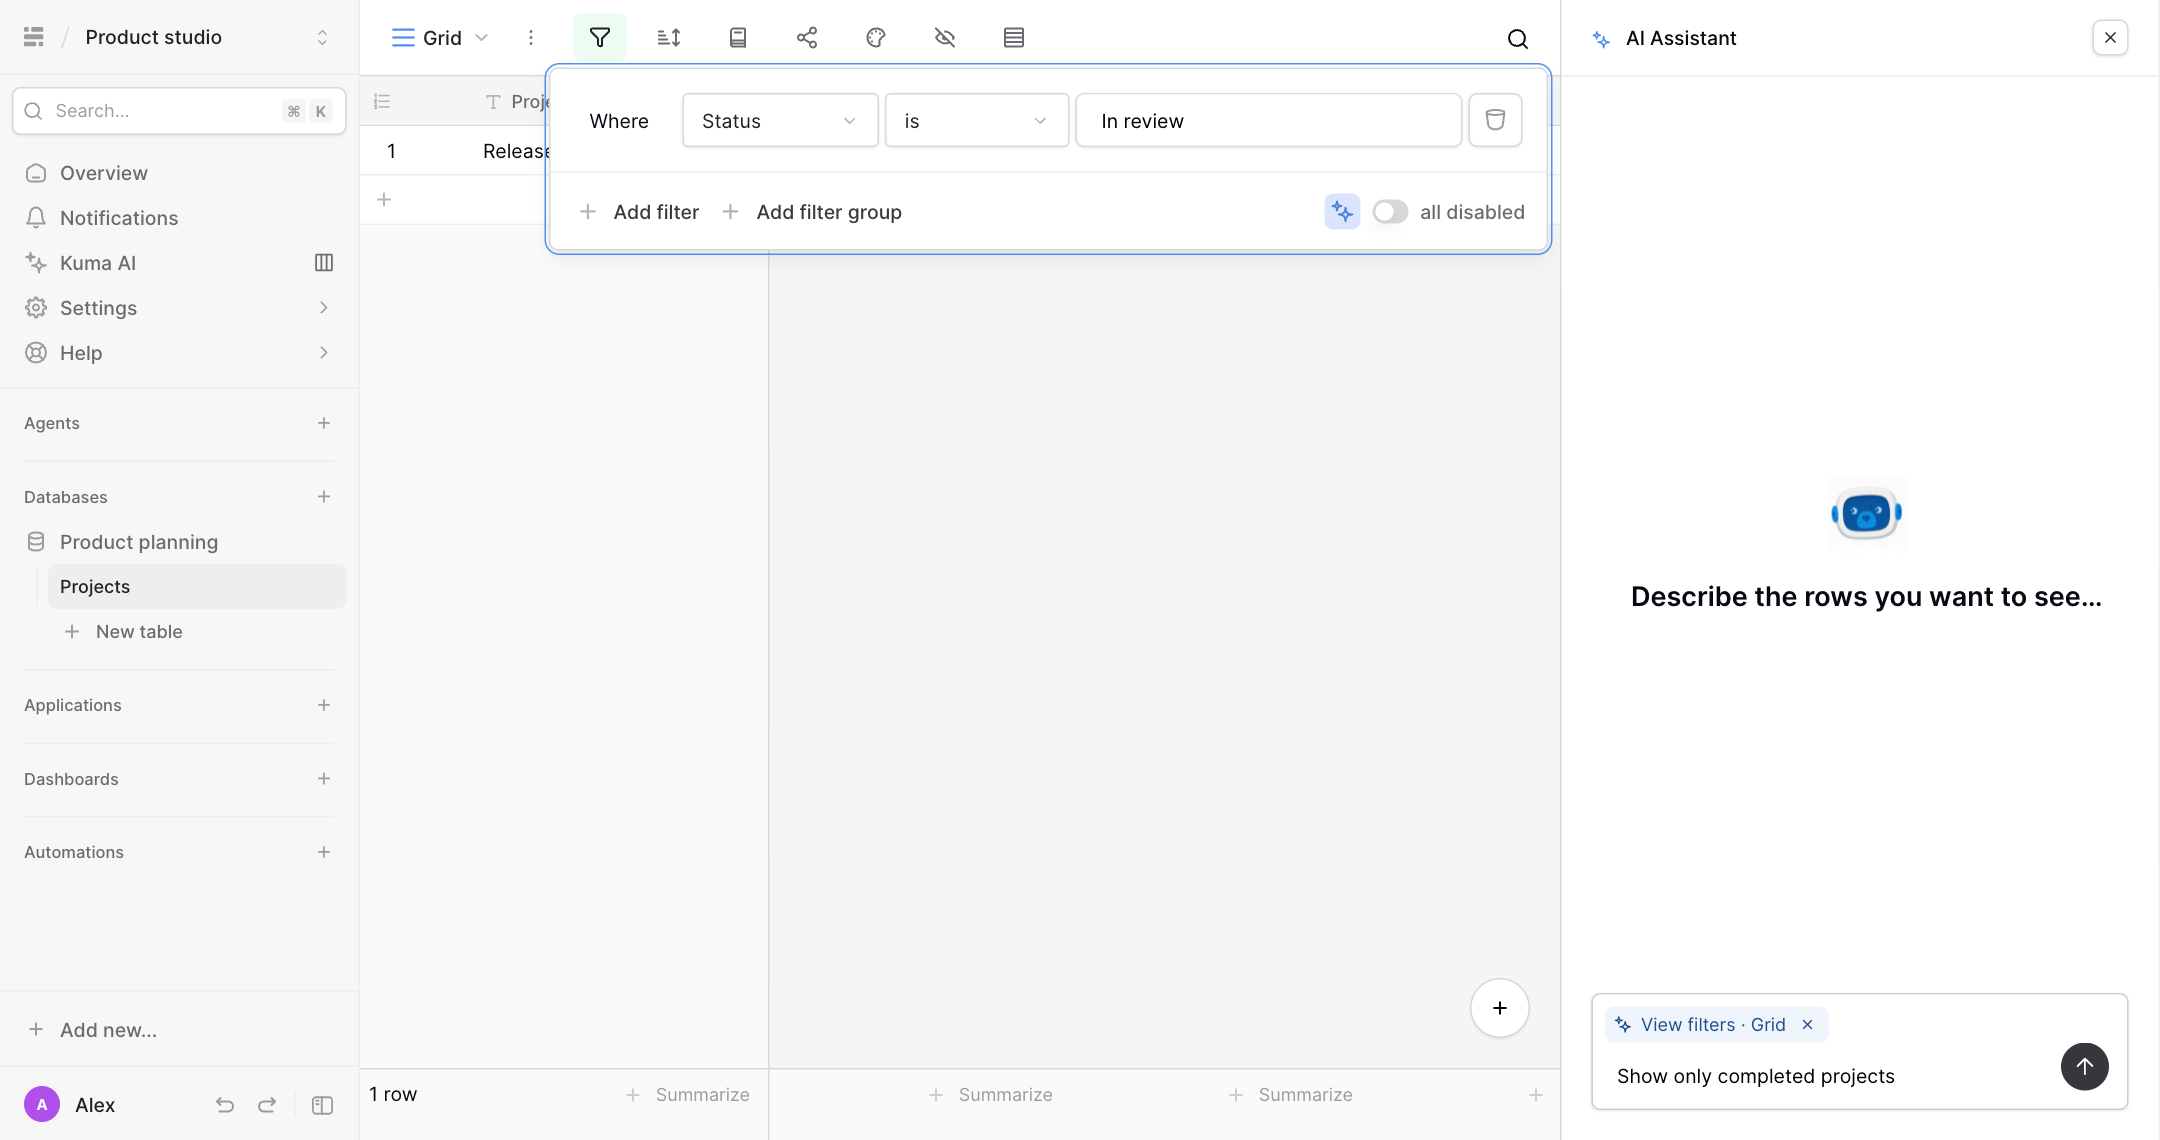 Product studio
Search...
⌘ K
Overview
Notifications
Kuma AI
Settings
Help
Agents
Databases
Product planning
Projects
New table
Applications
Dashboards
Automations
Add new...
A Alex
Grid
Proje
1 Release
Where Status is In review
Add filter Add filter group all disabled
1 row Summarize Summarize Summarize
AI Assistant
Describe the rows you want to see...
View filters · Grid
Show only completed projects